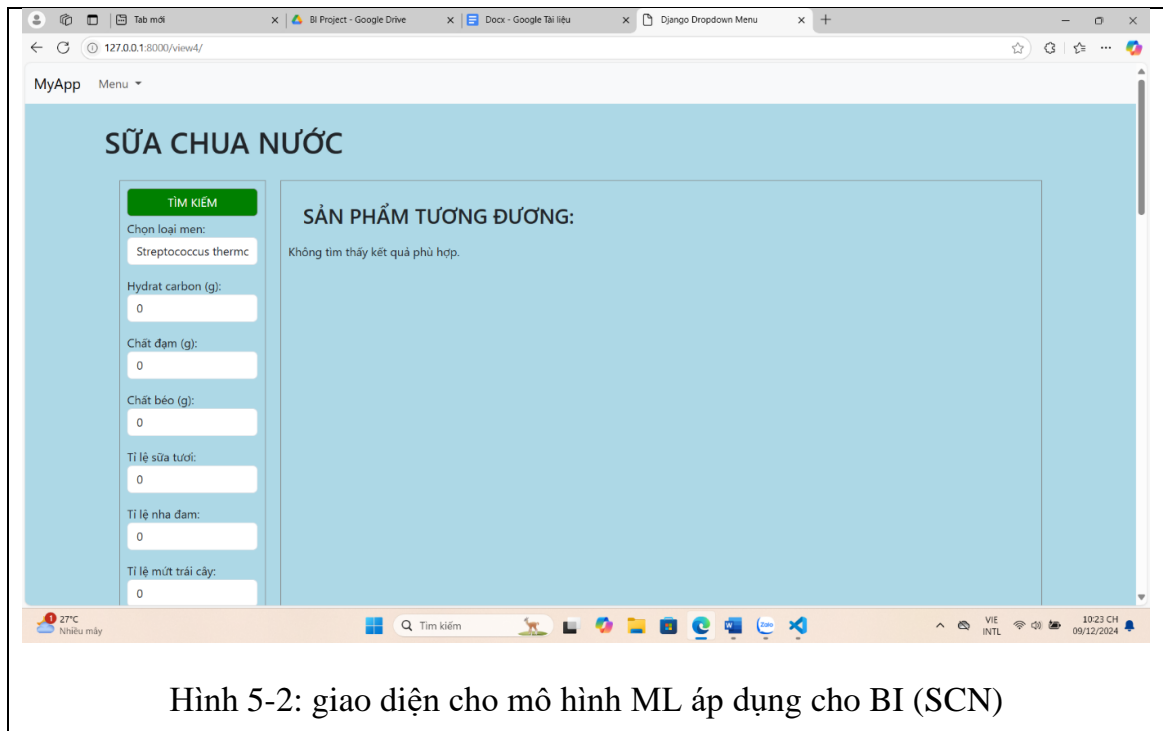 Tab mới
BI Project - Google Drive
Docx - Google Tài liệu
Django Dropdown Menu
127.0.0.1:8000/view4/
MyApp Menu
SỮA CHUA NƯỚC
TÌM KIẾM
Chọn loại men:
Streptococcus thermc
Hydrat carbon (g):
0
Chất đạm (g):
0
Chất béo (g):
0
Tỉ lệ sữa tươi:
0
Tỉ lệ nha đam:
0
Tỉ lệ mứt trái cây:
0
SẢN PHẨM TƯƠNG ĐƯƠNG:
Không tìm thấy kết quả phù hợp.
1
27°C
Nhiều mây
Tìm kiếm
Zalo
VIE
INTL
10:23 CH
09/12/2024
Hình 5-2: giao diện cho mô hình ML áp dụng cho BI (SCN)